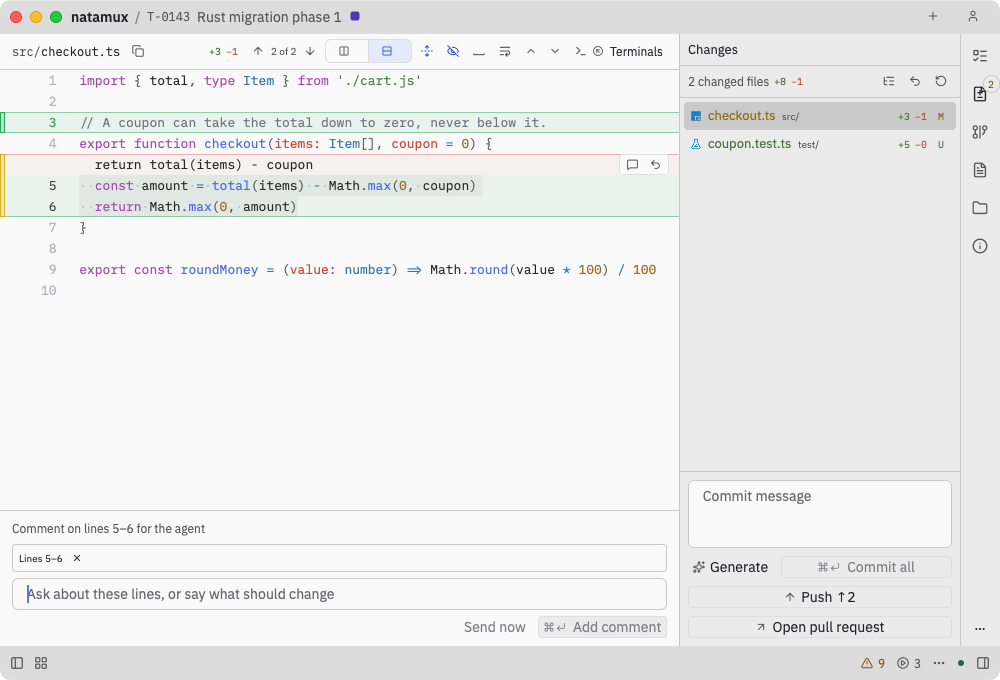 natamux / T-0143 Rust migration phase 1
src/checkout.ts +3 −1 2 of 2 Terminals
1 import { total, type Item } from './cart.js'
2
3 // A coupon can take the total down to zero, never below it.
4 export function checkout(items: Item[], coupon = 0) {
return total(items) - coupon
5 ··const·amount·=·total(items)·-·Math.max(0,·coupon)
6 ··return·Math.max(0,·amount)
7 }
8
9 export const roundMoney = (value: number) => Math.round(value * 100) / 100
10
Comment on lines 5–6 for the agent
Lines 5–6 ×
Ask about these lines, or say what should change
Send now ⌘↵ Add comment
Changes
2 changed files +8 −1
checkout.ts src/ +3 −1 M
coupon.test.ts test/ +5 −0 U
Commit message
Generate ⌘↵ Commit all
↑ Push ↑2
↗ Open pull request
2
9 3